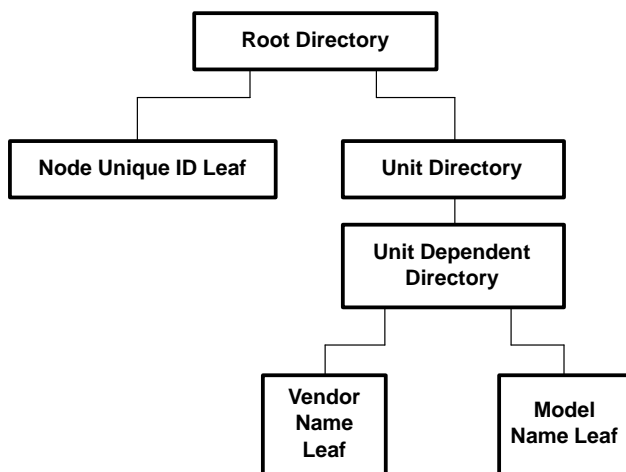 Root Directory
Node Unique ID Leaf
Unit Directory
Unit Dependent
Directory
Vendor
Name
Leaf
Model
Name Leaf